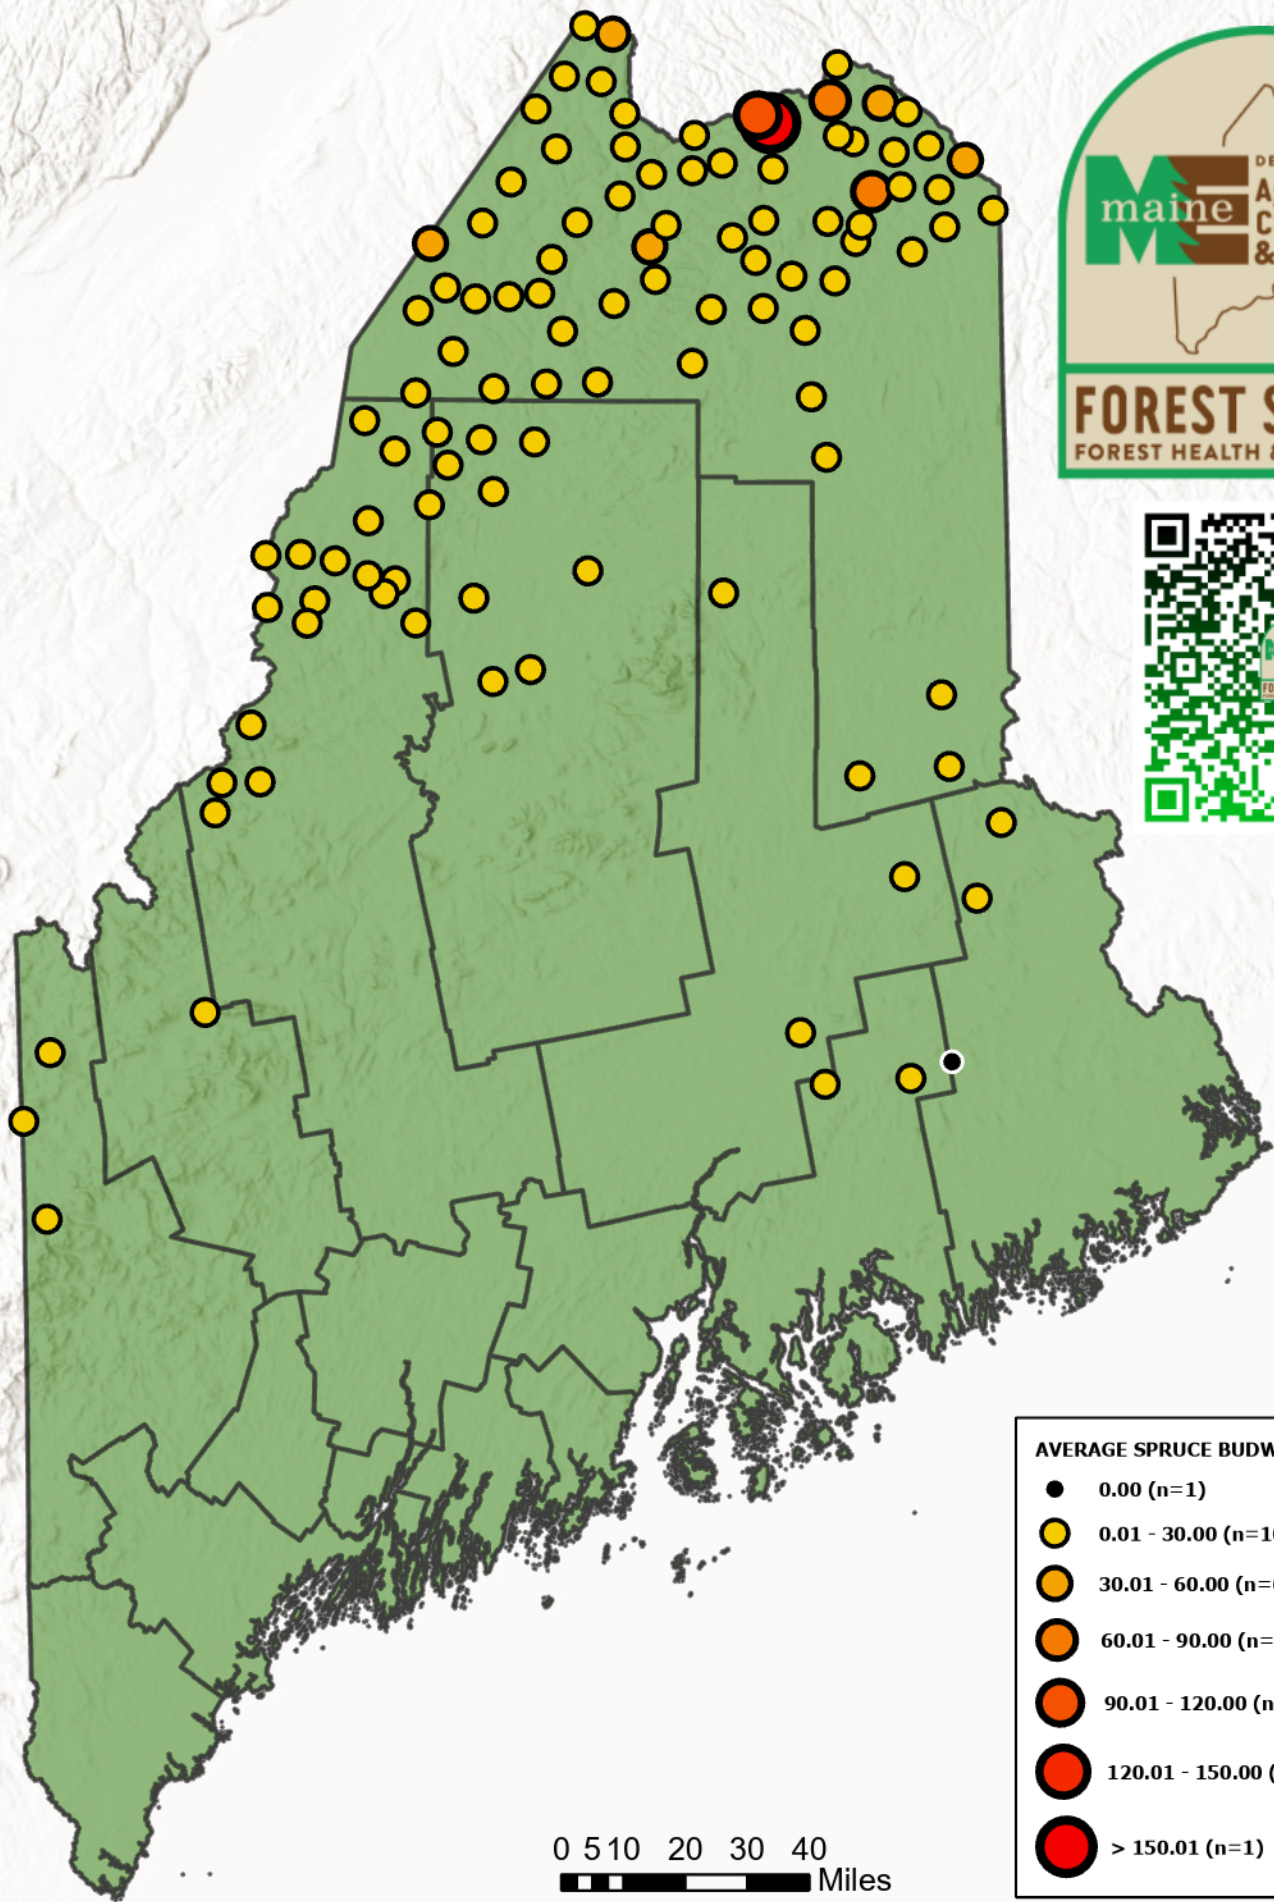 DE
A
maine
C
&
FOREST S
FOREST HEALTH &
AVERAGE SPRUCE BUDW
0.00 (n=1)
0.01 - 30.00 (n=1
30.01 - 60.00 (n=
60.01 - 90.00 (n=
90.01 - 120.00 (n
120.01 - 150.00 (
> 150.01 (n=1)
0 5 10 20 30 40
Miles